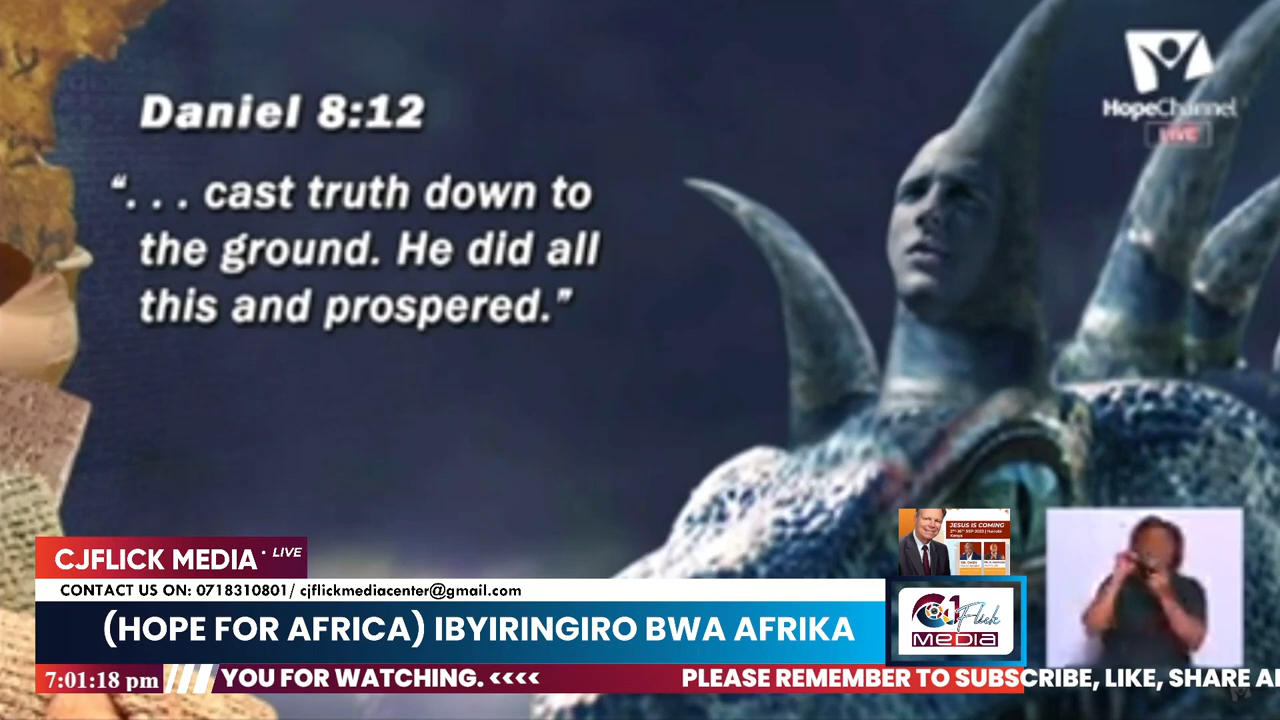 Daniel 8:12
“. . . cast truth down to
the ground. He did all
this and prospered.”
HopeChannel
LIVE
JESUS IS COMING
CJFLICK MEDIA • LIVE
CONTACT US ON: 0718310801/ cjflickmediacenter@gmail.com
(HOPE FOR AFRICA) IBYIRINGIRO BWA AFRIKA
Flick
MEDIA
7:01:18 pm
YOU FOR WATCHING. <<<<
PLEASE REMEMBER TO SUBSCRIBE, LIKE, SHARE